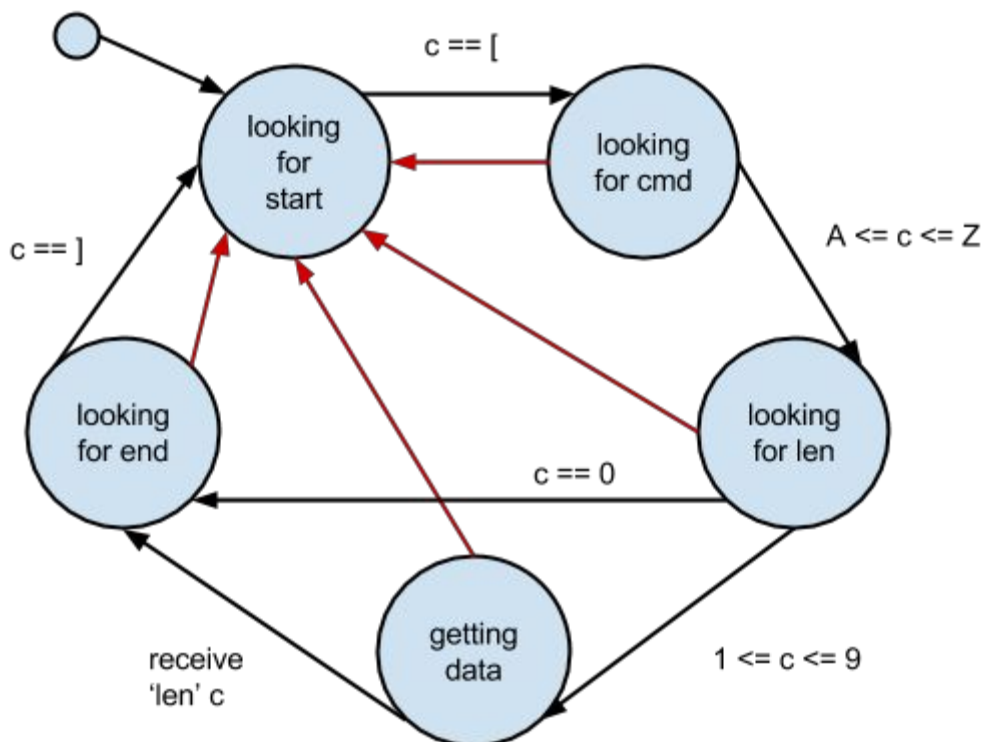 c == [
looking
for
start
looking
for cmd
A <= c <= Z
c == ]
looking
for end
looking
for len
c == 0
getting
data
receive
‘len’ c
1 <= c <= 9